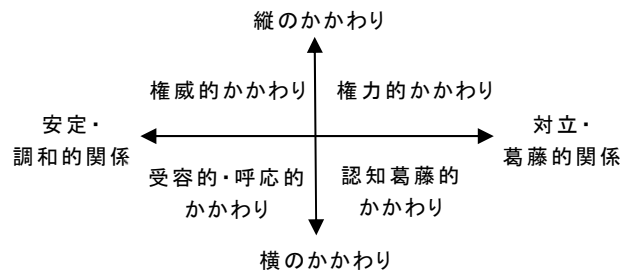 縦のかかわり
権威的かかわり
権力的かかわり
安定・
調和的関係
対立・
葛藤的関係
受容的・呼応的
かかわり
認知葛藤的
かかわり
横のかかわり